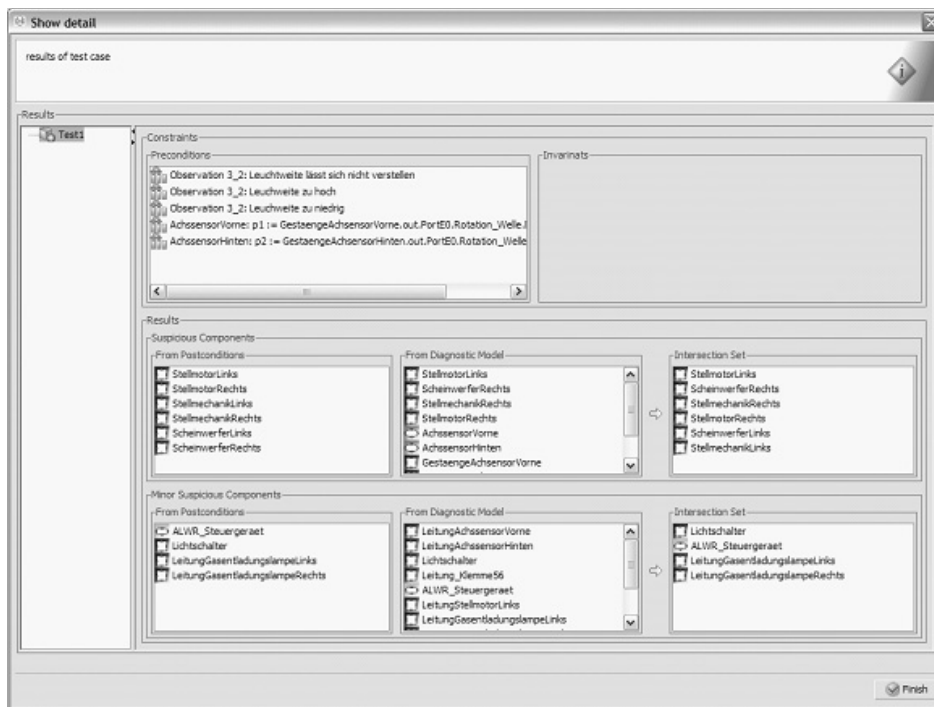 Show detail
results of test case
Results
Test1
Constraints
Preconditions
Observation 3_2: Leuchtweite lässt sich nicht verstellen
Observation 3_2: Leuchweite zu hoch
Observation 3_2: Leuchweite zu niedrig
AchssensorVorne: p1 := GestaengeAchsensorVorne.out.PortE0.Rotation_Welle.
AchssensorHinten: p2 := GestaengeAchsensorHinten.out.PortE0.Rotation_Welle
Invarinats
Results
Suspicious Components
From Postconditions
StellmotorLinks
StellmotorRechts
StellmechanikLinks
StellmechanikRechts
ScheinwerferLinks
ScheinwerferRechts
From Diagnostic Model
StellmotorLinks
ScheinwerferRechts
StellmechanikRechts
StellmotorRechts
AchssensorVorne
AchssensorHinten
GestaengeAchsensorVorne
Intersection Set
StellmotorLinks
ScheinwerferRechts
StellmechanikRechts
StellmotorRechts
ScheinwerferLinks
StellmechanikLinks
Minor Suspicious Components
From Postconditions
ALWR_Steuergeraet
Lichtschalter
LeitungGasentladungslampeLinks
LeitungGasentladungslampeRechts
From Diagnostic Model
LeitungAchssensorVorne
LeitungAchssensorHinten
Lichtschalter
Leitung_Klemme56
ALWR_Steuergeraet
LeitungStellmotorLinks
LeitungGasentladungslampeLinks
Intersection Set
Lichtschalter
ALWR_Steuergeraet
LeitungGasentladungslampeLinks
LeitungGasentladungslampeRechts
Finish